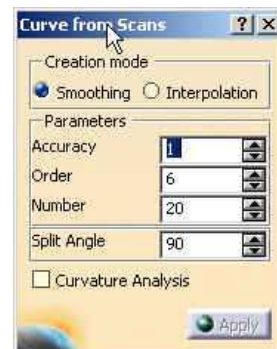 Curve from Scans
Creation mode
Smoothing Interpolation
Parameters
Accuracy 1
Order 6
Number 20
Split Angle 90
Curvature Analysis
Apply